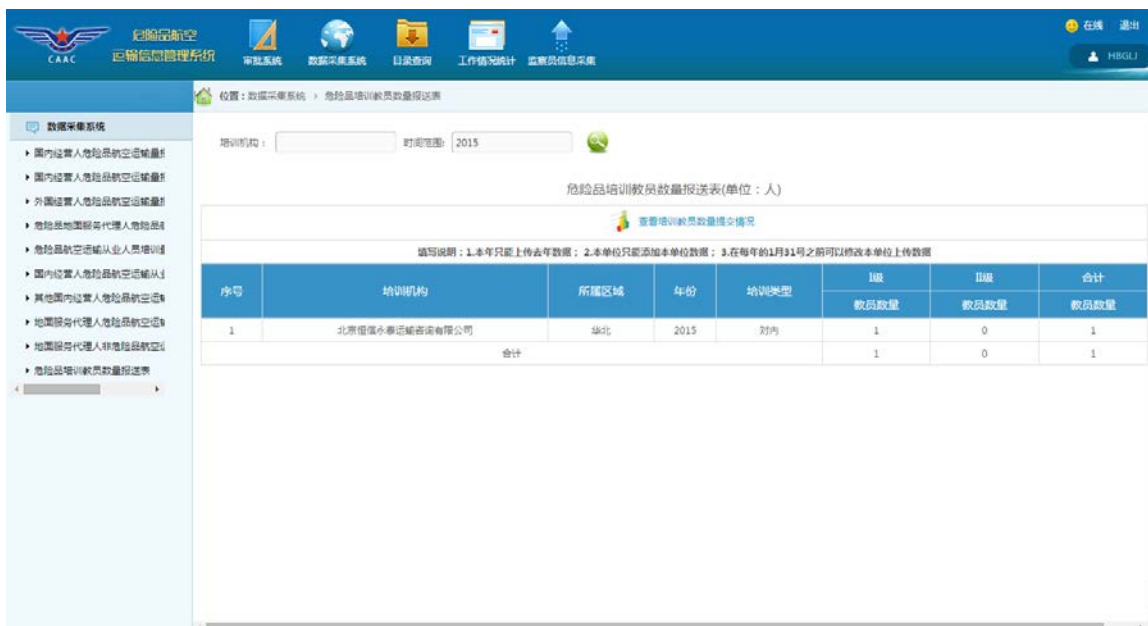 CAAC
危险品航空
运输信息管理系统
审批系统 数据采集系统 目录查询 工作情况统计 监察员信息采集
在线 退出
HBGLJ
位置：数据采集系统 › 危险品培训教员数量报送表
数据采集系统
国内经营人危险品航空运输量
国内经营人危险品航空运输量
外国经营人危险品航空运输量
危险品地面服务代理人危险品
危险品航空运输从业人员培训
国内经营人危险品航空运输从
其他国内经营人危险品航空运
地面服务代理人危险品航空运
地面服务代理人非危险品航空
危险品培训教员数量报送表
培训机构： 时间范围: 2015
危险品培训教员数量报送表(单位：人)
查看培训教员数量提交情况
填写说明：1.本年只能上传去年数据； 2.本单位只能添加本单位数据； 3.在每年的1月31号之前可以修改本单位上传数据
序号 培训机构 所属区域 年份 培训类型 I级 II级 合计
教员数量 教员数量 教员数量
1 北京恒信永泰运输咨询有限公司 华北 2015 对内 1 0 1
合计 1 0 1